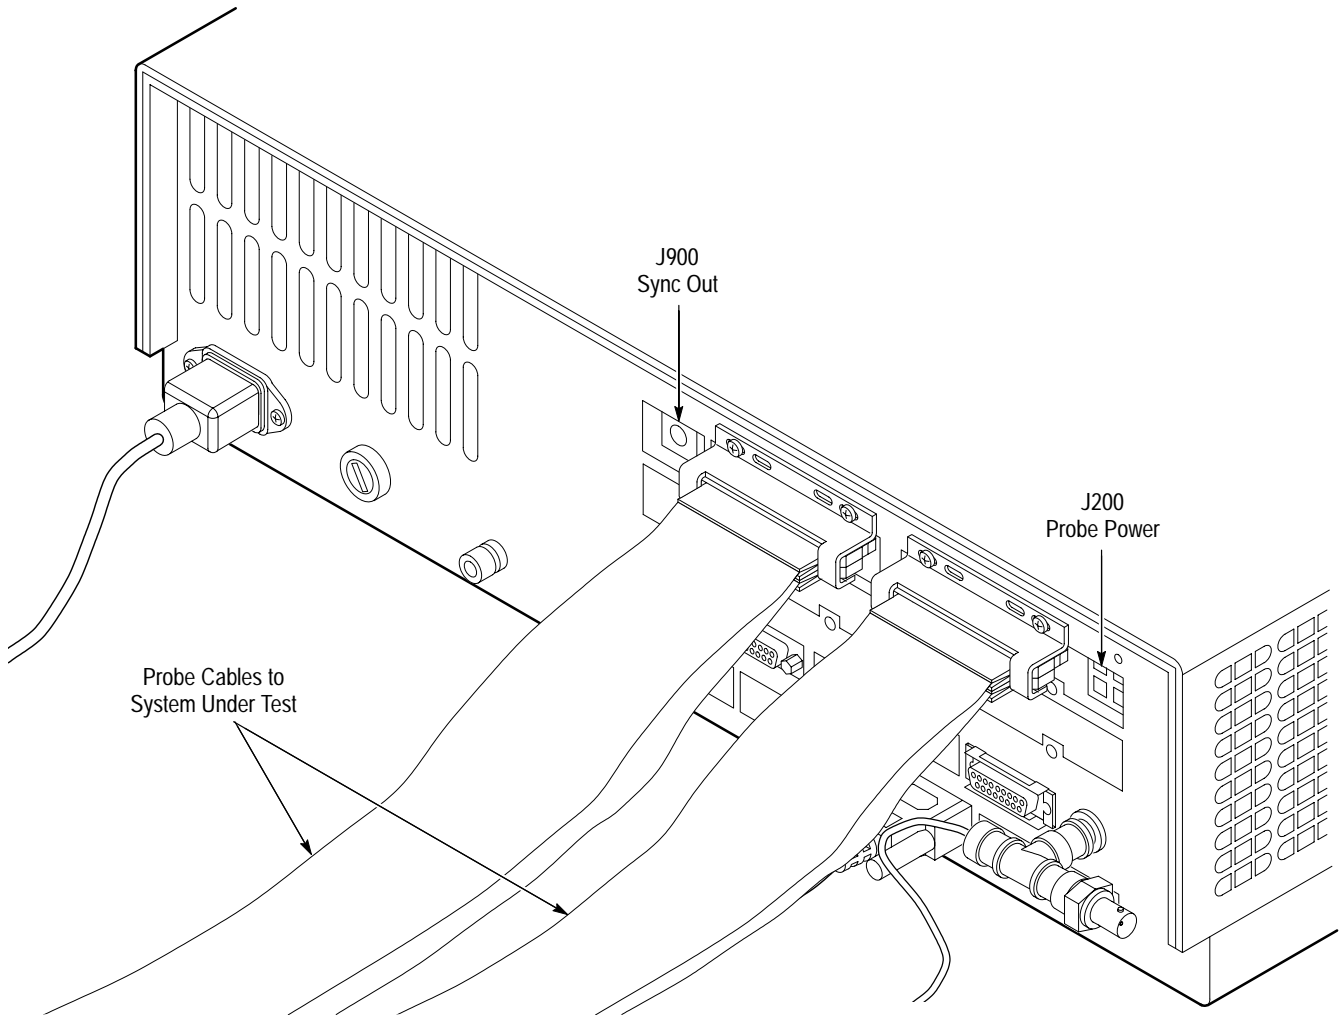 J900
Sync Out
J200
Probe Power
Probe Cables to
System Under Test